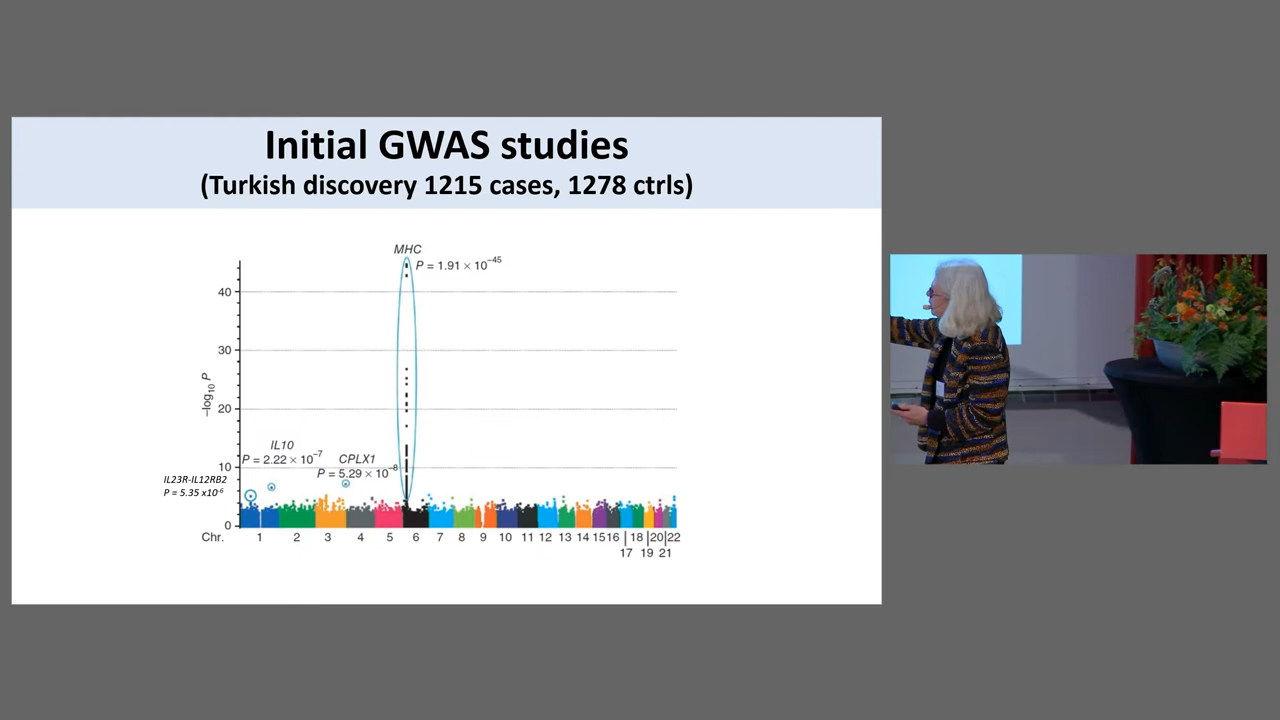 Initial GWAS studies
(Turkish discovery 1215 cases, 1278 ctrls)
MHC
P = 1.91 × 10⁻⁴⁵
40
30
20
10
0
–log₁₀ P
IL10
P = 2.22 × 10⁻⁷
CPLX1
P = 5.29 × 10⁻⁸
IL23R-IL12RB2
P = 5.35 x10⁻⁶
Chr. 1 2 3 4 5 6 7 8 9 10 11 12 13 14 15 16 18 20 22
17 19 21